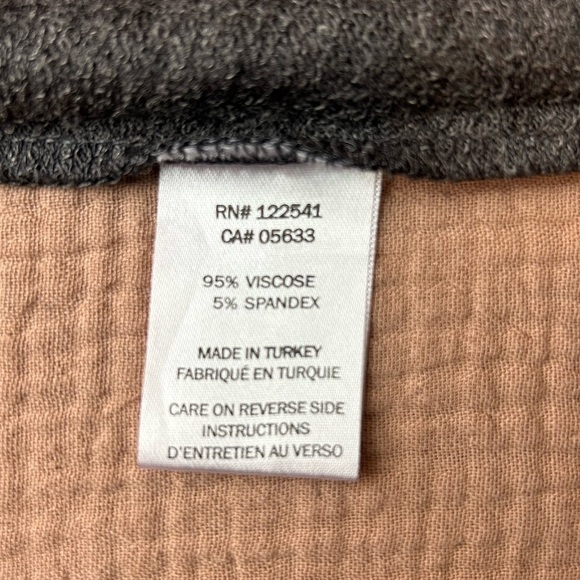 RN# 122541
CA# 05633
95% VISCOSE
5% SPANDEX
MADE IN TURKEY
FABRIQUÉ EN TURQUIE
CARE ON REVERSE SIDE
INSTRUCTIONS
D'ENTRETIEN AU VERSO